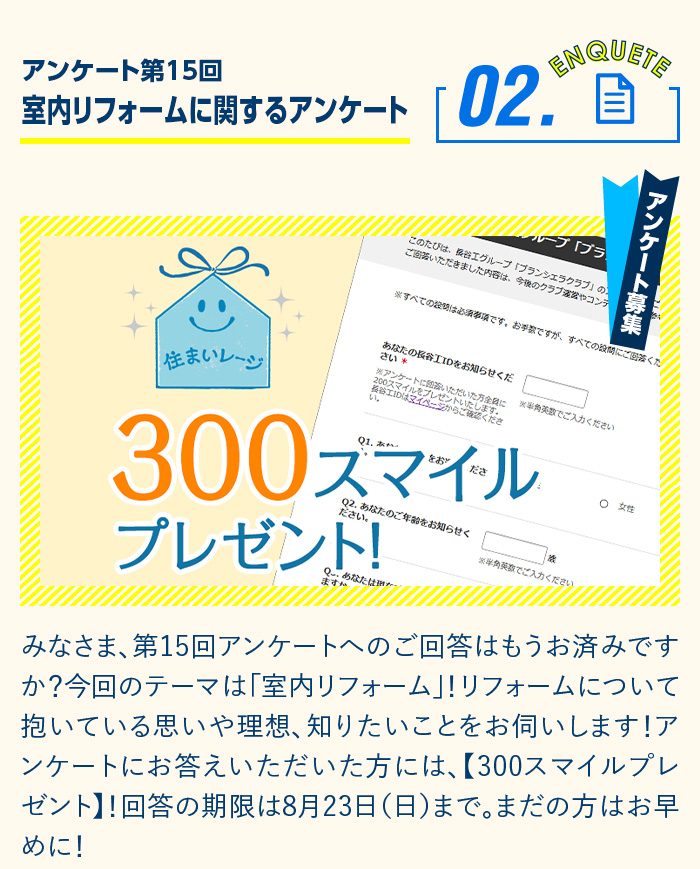 アンケート第15回
室内リフォームに関するアンケート
02.
ENQUETE
アンケート募集
住まいレージ
300スマイル
プレゼント!
このたびは、長谷工グループ「ブランシエラクラブ」の
ご回答いただきました内容は、今後のクラブ運営やコンテ
※すべての設問は必須事項です。お手数ですが、すべての設問にご回答くだ
あなたの長谷工IDをお知らせくだ
さい *
※アンケートに回答いただいた方全員に
200スマイルをプレゼントいたします。
長谷工IDはマイページからご確認くださ
い。
※半角英数でご入力ください
Q1.
女性
Q2. あなたのご年齢をお知らせく
ださい。
歳
※半角英数でご入力ください
みなさま、第15回アンケートへのご回答はもうお済みです
か?今回のテーマは「室内リフォーム」!リフォームについて
抱いている思いや理想、知りたいことをお伺いします!ア
ンケートにお答えいただいた方には、【300スマイルプレ
ゼント】!回答の期限は8月23日(日)まで。まだの方はお早
めに!